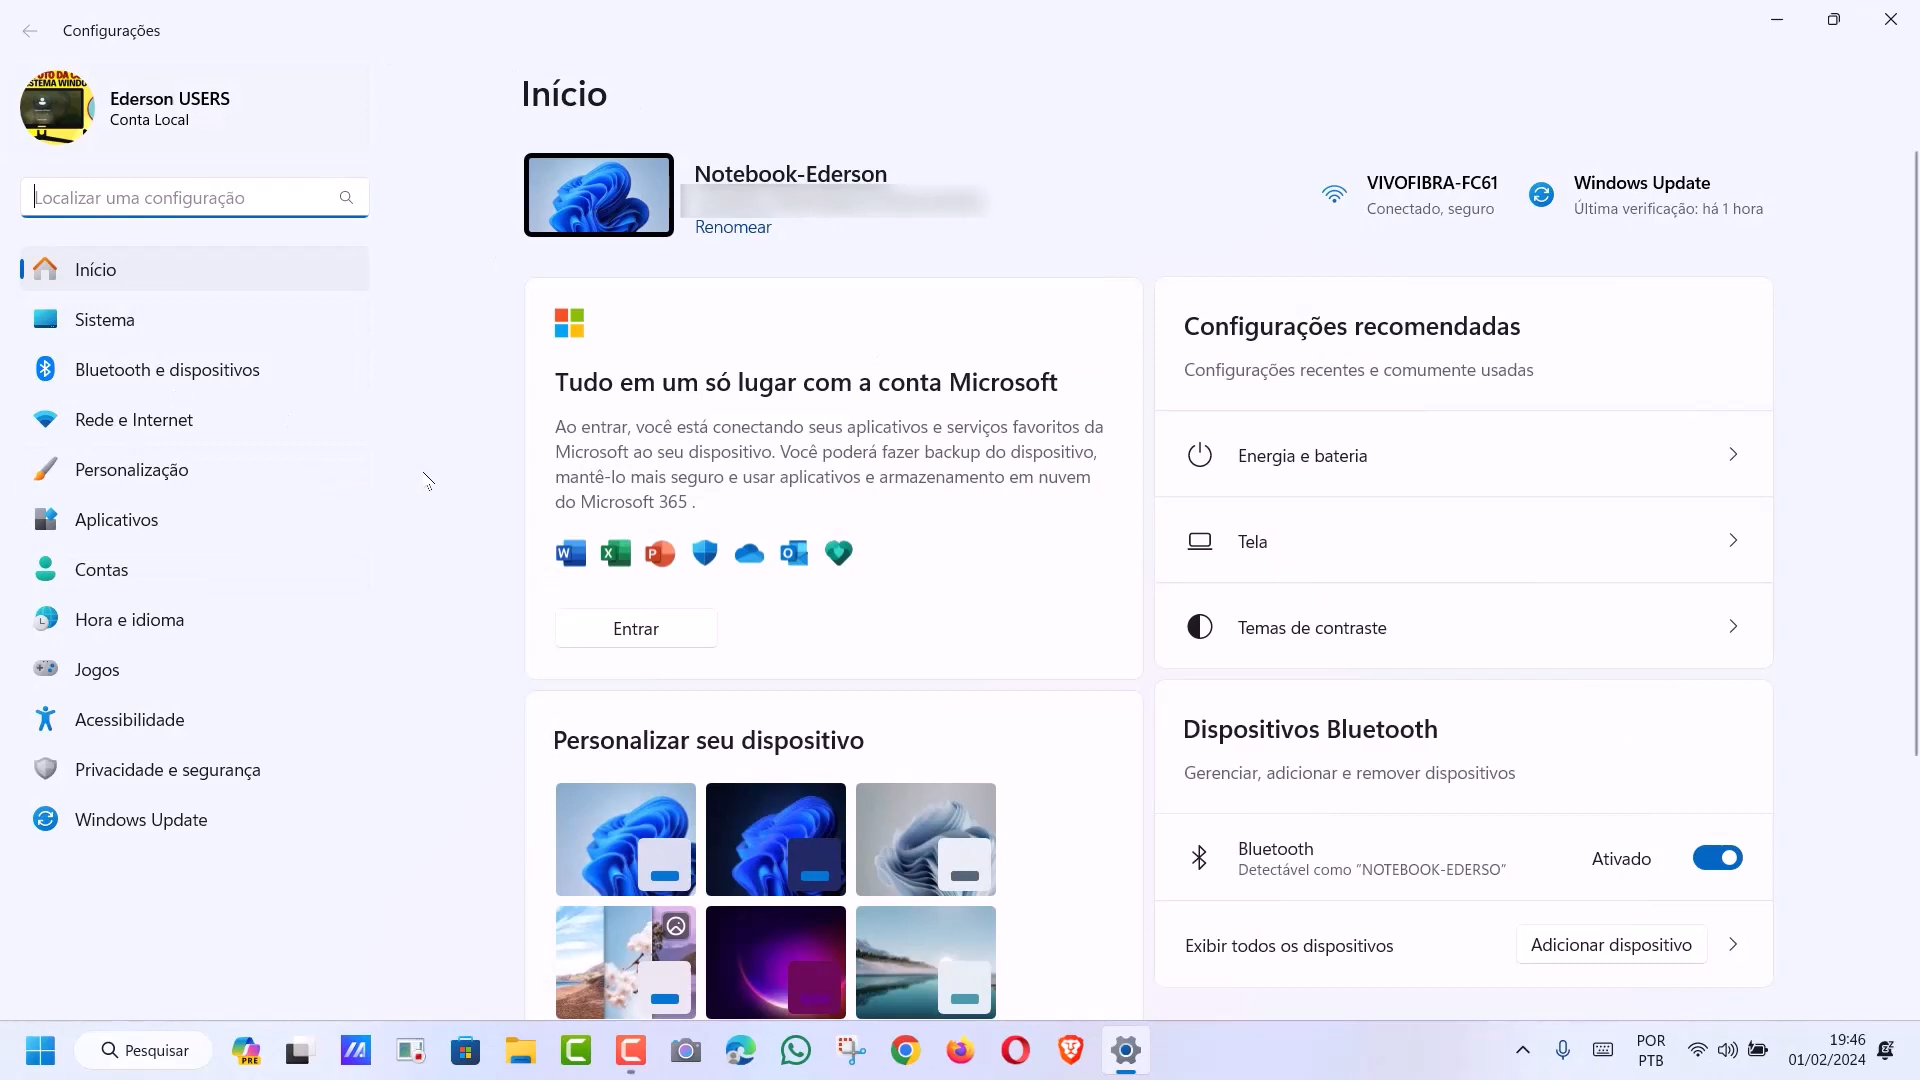 Configurações
Ederson USERS
Conta Local
Localizar uma configuração
Início
Sistema
Bluetooth e dispositivos
Rede e Internet
Personalização
Aplicativos
Contas
Hora e idioma
Jogos
Acessibilidade
Privacidade e segurança
Windows Update
Início
Notebook-Ederson
Renomear
VIVOFIBRA-FC61
Conectado, seguro
Windows Update
Última verificação: há 1 hora
Tudo em um só lugar com a conta Microsoft
Ao entrar, você está conectando seus aplicativos e serviços favoritos da
Microsoft ao seu dispositivo. Você poderá fazer backup do dispositivo,
mantê-lo mais seguro e usar aplicativos e armazenamento em nuvem
do Microsoft 365 .
Entrar
Personalizar seu dispositivo
Configurações recomendadas
Configurações recentes e comumente usadas
Energia e bateria
Tela
Temas de contraste
Dispositivos Bluetooth
Gerenciar, adicionar e remover dispositivos
Bluetooth
Detectável como "NOTEBOOK-EDERSO"
Ativado
Exibir todos os dispositivos
Adicionar dispositivo
Pesquisar
PRE
POR
PTB
19:46
01/02/2024